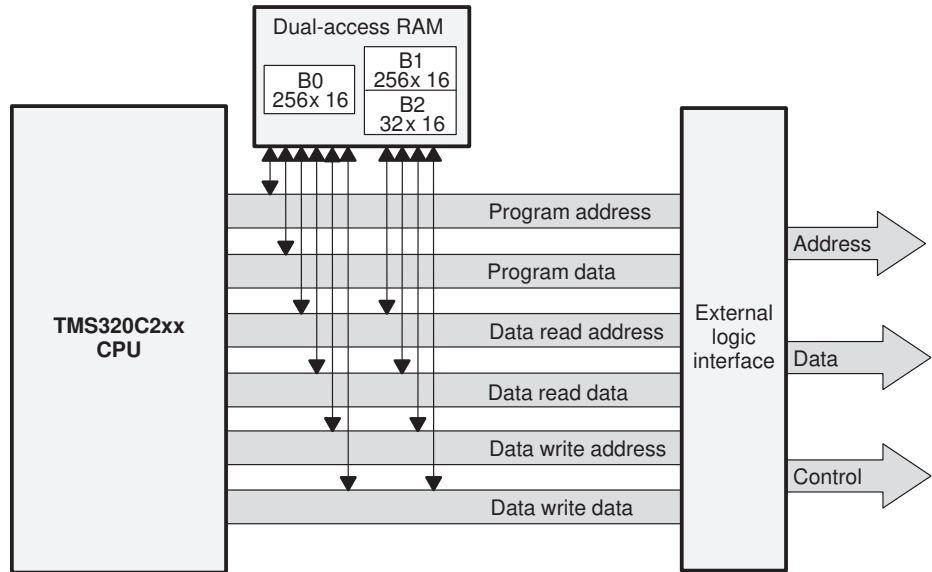 Dual-access RAM
B0
256x 16
B1
256x 16
B2
32x 16
TMS320C2xx
CPU
Program address
Program data
Data read address
Data read data
Data write address
Data write data
External
logic
interface
Address
Data
Control